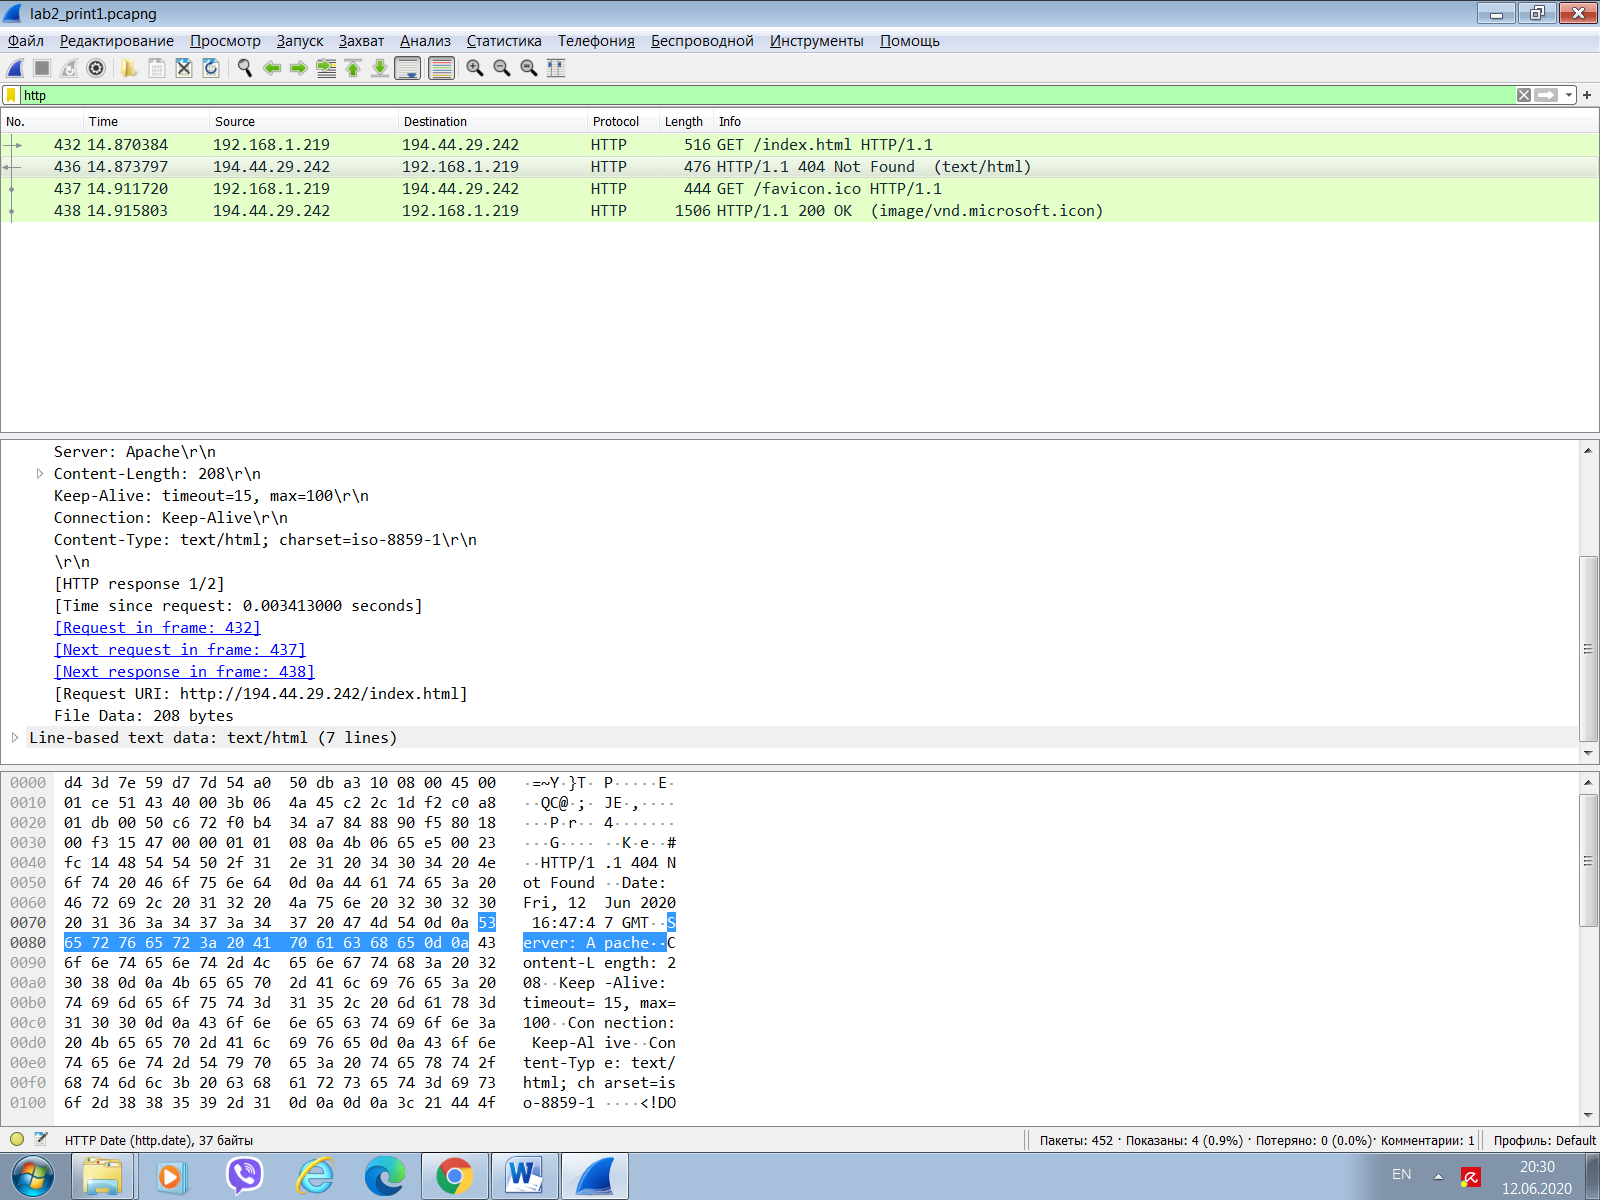 lab2_print1.pcapng
Файл Редактирование Просмотр Запуск Захват Анализ Статистика Телефония Беспроводной Инструменты Помощь
http
No. Time Source Destination Protocol Length Info
432 14.870384 192.168.1.219 194.44.29.242 HTTP 516 GET /index.html HTTP/1.1
436 14.873797 194.44.29.242 192.168.1.219 HTTP 476 HTTP/1.1 404 Not Found (text/html)
437 14.911720 192.168.1.219 194.44.29.242 HTTP 444 GET /favicon.ico HTTP/1.1
438 14.915803 194.44.29.242 192.168.1.219 HTTP 1506 HTTP/1.1 200 OK (image/vnd.microsoft.icon)
Server: Apache\r\n
Content-Length: 208\r\n
Keep-Alive: timeout=15, max=100\r\n
Connection: Keep-Alive\r\n
Content-Type: text/html; charset=iso-8859-1\r\n
\r\n
[HTTP response 1/2]
[Time since request: 0.003413000 seconds]
[Request in frame: 432]
[Next request in frame: 437]
[Next response in frame: 438]
[Request URI: http://194.44.29.242/index.html]
File Data: 208 bytes
Line-based text data: text/html (7 lines)
0000 d4 3d 7e 59 d7 7d 54 a0 50 db a3 10 08 00 45 00 ·=~Y·}T· P·····E·
0010 01 ce 51 43 40 00 3b 06 4a 45 c2 2c 1d f2 c0 a8 ··QC@·;· JE·,····
0020 01 db 00 50 c6 72 f0 b4 34 a7 84 88 90 f5 80 18 ···P·r·· 4·······
0030 00 f3 15 47 00 00 01 01 08 0a 4b 06 65 e5 00 23 ···G···· ··K·e··#
0040 fc 14 48 54 54 50 2f 31 2e 31 20 34 30 34 20 4e ··HTTP/1 .1 404 N
0050 6f 74 20 46 6f 75 6e 64 0d 0a 44 61 74 65 3a 20 ot Found ··Date:
0060 46 72 69 2c 20 31 32 20 4a 75 6e 20 32 30 32 30 Fri, 12 Jun 2020
0070 20 31 36 3a 34 37 3a 34 37 20 47 4d 54 0d 0a 53 16:47:4 7 GMT··S
0080 65 72 76 65 72 3a 20 41 70 61 63 68 65 0d 0a 43 erver: A pache··C
0090 6f 6e 74 65 6e 74 2d 4c 65 6e 67 74 68 3a 20 32 ontent-L ength: 2
00a0 30 38 0d 0a 4b 65 65 70 2d 41 6c 69 76 65 3a 20 08··Keep -Alive:
00b0 74 69 6d 65 6f 75 74 3d 31 35 2c 20 6d 61 78 3d timeout= 15, max=
00c0 31 30 30 0d 0a 43 6f 6e 6e 65 63 74 69 6f 6e 3a 100··Con nection:
00d0 20 4b 65 65 70 2d 41 6c 69 76 65 0d 0a 43 6f 6e Keep-Al ive··Con
00e0 74 65 6e 74 2d 54 79 70 65 3a 20 74 65 78 74 2f tent-Typ e: text/
00f0 68 74 6d 6c 3b 20 63 68 61 72 73 65 74 3d 69 73 html; ch arset=is
0100 6f 2d 38 38 35 39 2d 31 0d 0a 0d 0a 3c 21 44 4f o-8859-1 ····<!DO
HTTP Date (http.date), 37 байты Пакеты: 452 · Показаны: 4 (0.9%) · Потеряно: 0 (0.0%) · Комментарии: 1 Профиль: Default
EN 20:30
12.06.2020